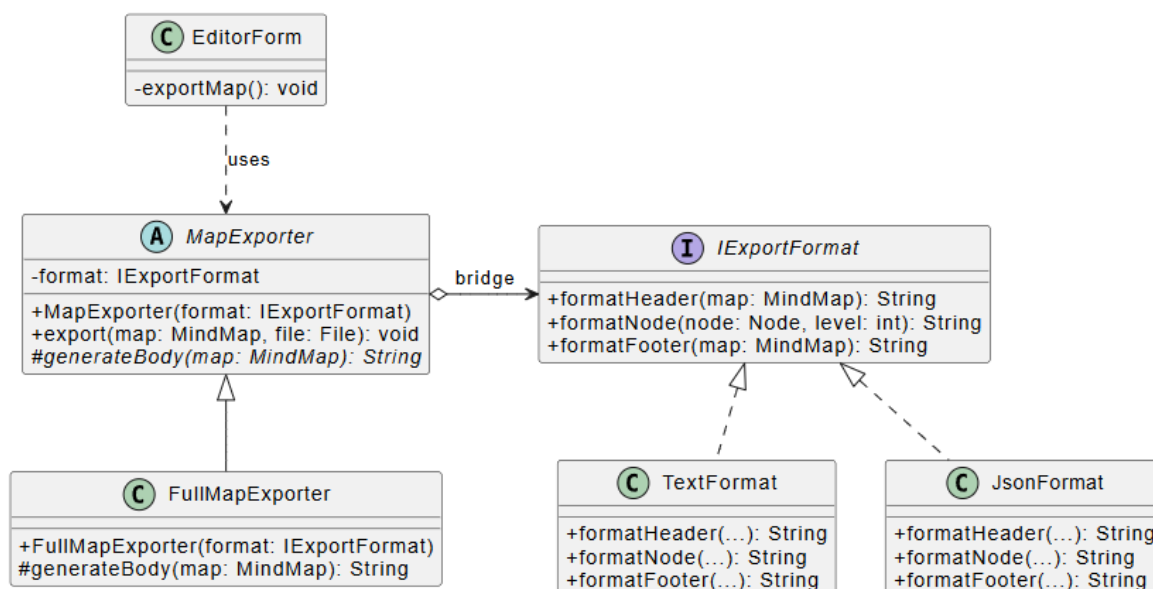 C EditorForm
-exportMap(): void
uses
A MapExporter
-format: IExportFormat
+MapExporter(format: IExportFormat)
+export(map: MindMap, file: File): void
#generateBody(map: MindMap): String
bridge
I IExportFormat
+formatHeader(map: MindMap): String
+formatNode(node: Node, level: int): String
+formatFooter(map: MindMap): String
C FullMapExporter
+FullMapExporter(format: IExportFormat)
#generateBody(map: MindMap): String
C TextFormat
+formatHeader(...): String
+formatNode(...): String
+formatFooter(...): String
C JsonFormat
+formatHeader(...): String
+formatNode(...): String
+formatFooter(...): String